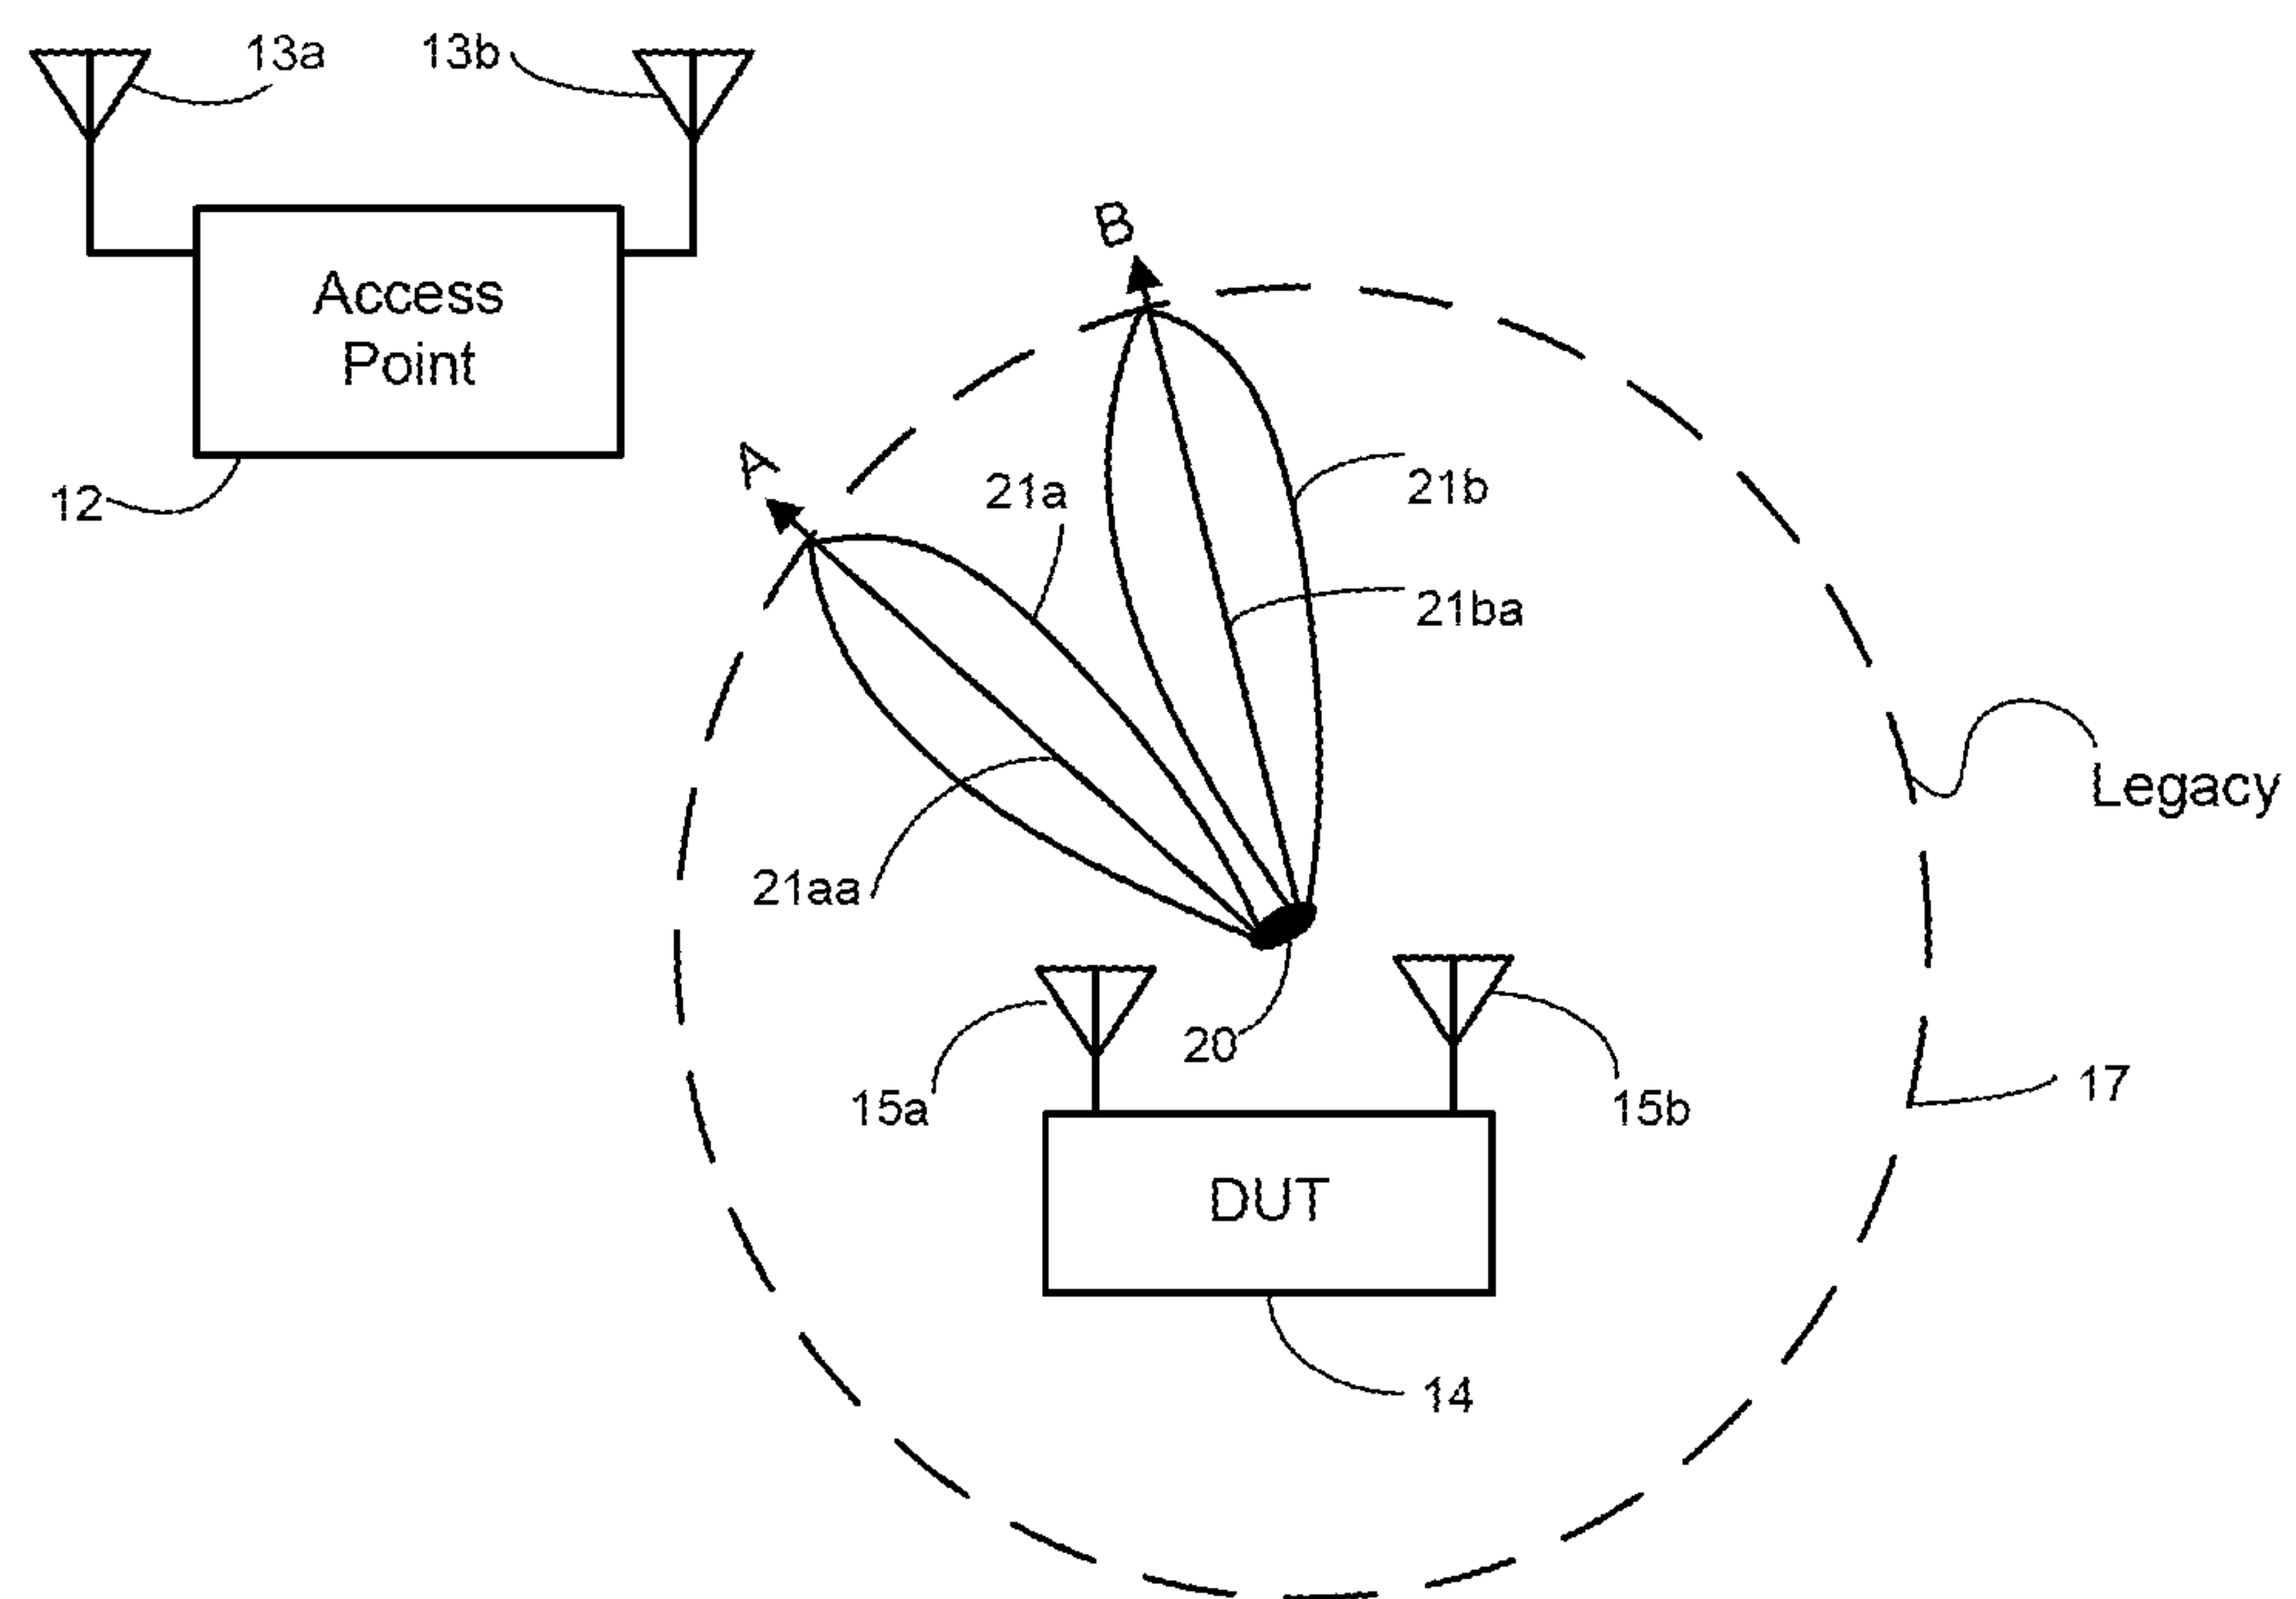 13a
13b
B
Access
Point
A
12
21a
21b
21ba
Legacy
21aa
20
15a
15b
17
DUT
14